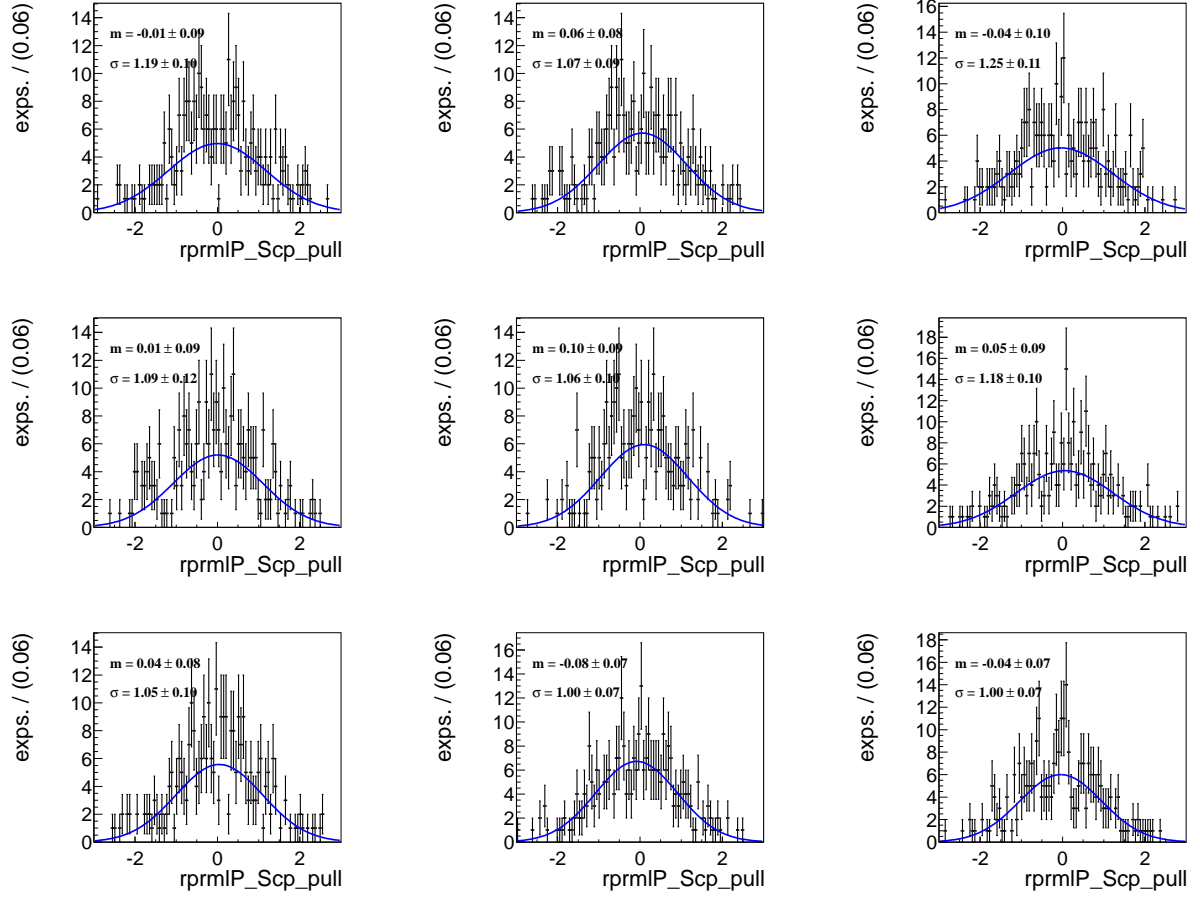 exps. / (0.06)
14
12
10
8
6
4
2
0
m = -0.01 ± 0.09
σ = 1.19 ± 0.10
-2 0 2
rprmIP_Scp_pull
exps. / (0.06)
14
12
10
8
6
4
2
0
m = 0.06 ± 0.08
σ = 1.07 ± 0.09
-2 0 2
rprmIP_Scp_pull
exps. / (0.06)
16
14
12
10
8
6
4
2
0
m = -0.04 ± 0.10
σ = 1.25 ± 0.11
-2 0 2
rprmIP_Scp_pull
exps. / (0.06)
14
12
10
8
6
4
2
0
m = 0.01 ± 0.09
σ = 1.09 ± 0.12
-2 0 2
rprmIP_Scp_pull
exps. / (0.06)
14
12
10
8
6
4
2
0
m = 0.10 ± 0.09
σ = 1.06 ± 0.10
-2 0 2
rprmIP_Scp_pull
exps. / (0.06)
18
16
14
12
10
8
6
4
2
0
m = 0.05 ± 0.09
σ = 1.18 ± 0.10
-2 0 2
rprmIP_Scp_pull
exps. / (0.06)
14
12
10
8
6
4
2
0
m = 0.04 ± 0.08
σ = 1.05 ± 0.10
-2 0 2
rprmIP_Scp_pull
exps. / (0.06)
16
14
12
10
8
6
4
2
0
m = -0.08 ± 0.07
σ = 1.00 ± 0.07
-2 0 2
rprmIP_Scp_pull
exps. / (0.06)
18
16
14
12
10
8
6
4
2
0
m = -0.04 ± 0.07
σ = 1.00 ± 0.07
-2 0 2
rprmIP_Scp_pull